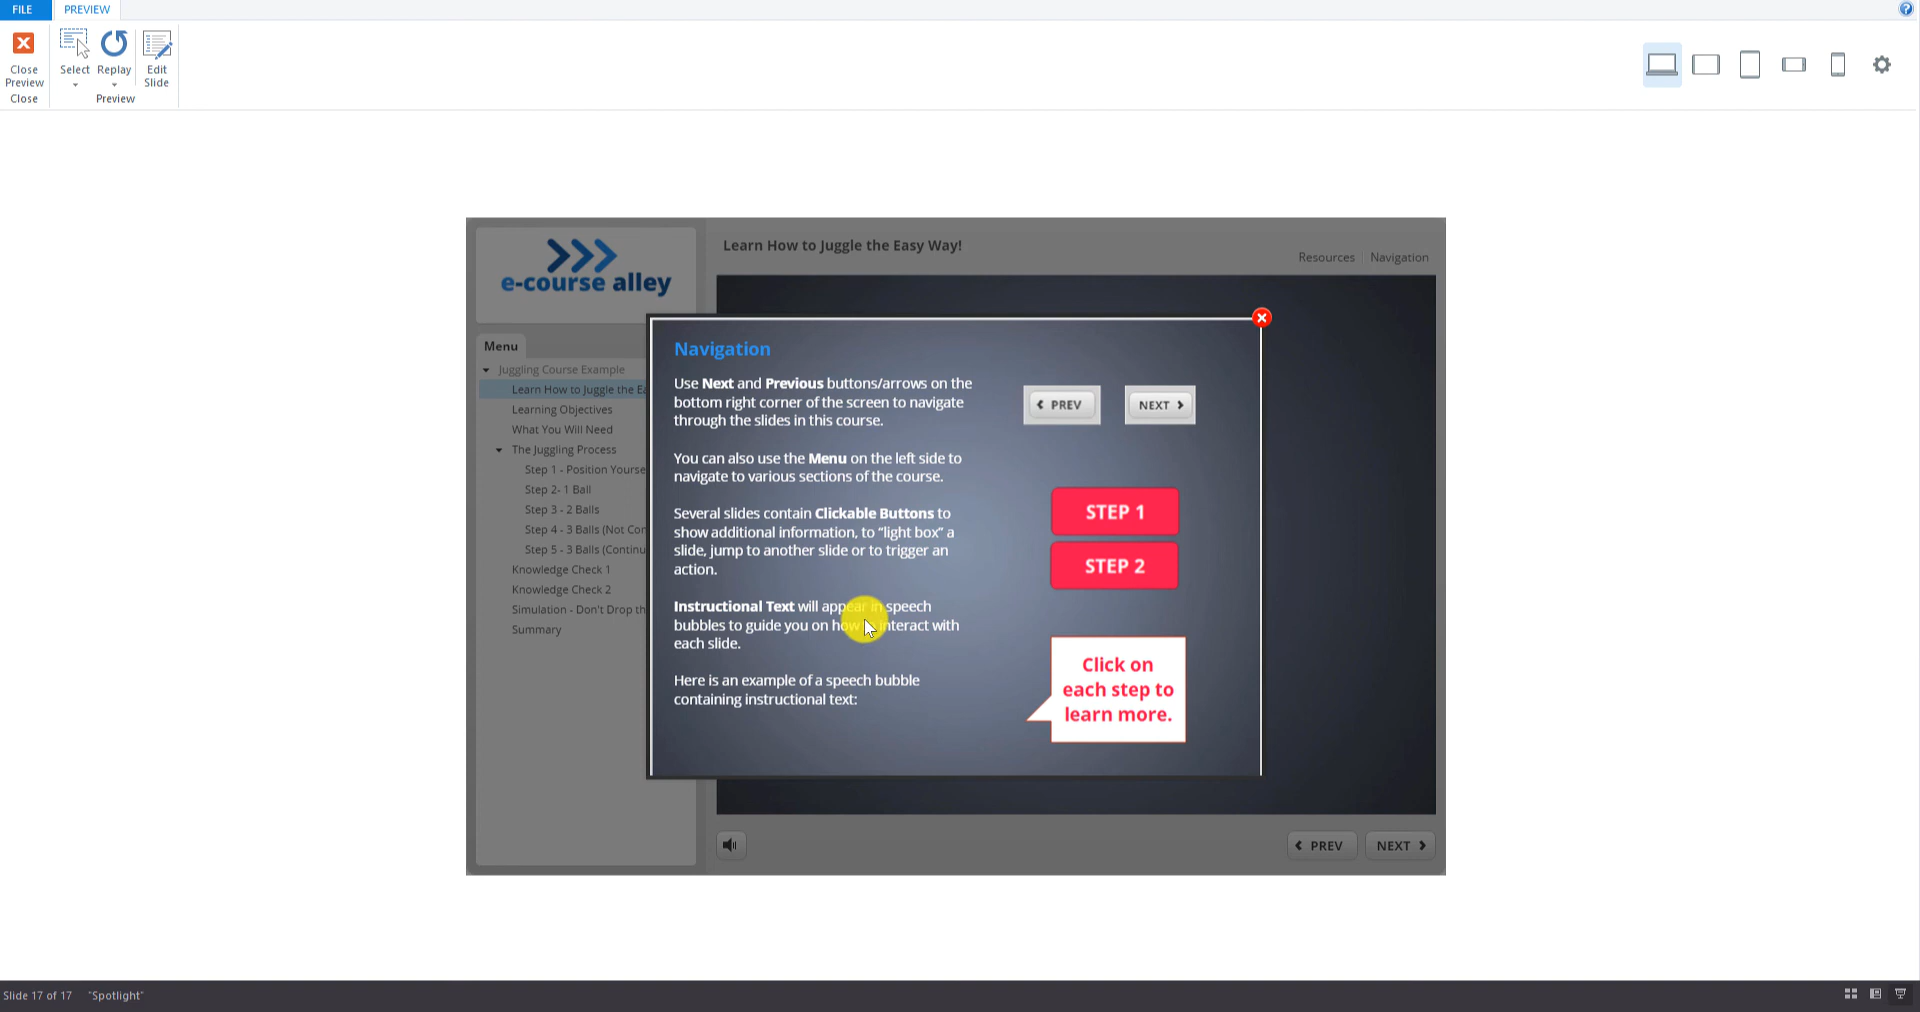 FILE
PREVIEW
Close
Preview
Select
Replay
Edit
Slide
Close
Preview
e-course alley
Learn How to Juggle the Easy Way!
Resources
Navigation
Menu
Juggling Course Example
Learn How to Juggle the Ea
Learning Objectives
What You Will Need
The Juggling Process
Step 1 - Position Yourse
Step 2- 1 Ball
Step 3 - 2 Balls
Step 4 - 3 Balls (Not Con
Step 5 - 3 Balls (Continu
Knowledge Check 1
Knowledge Check 2
Simulation - Don't Drop th
Summary
Navigation
Use Next and Previous buttons/arrows on the
bottom right corner of the screen to navigate
through the slides in this course.
You can also use the Menu on the left side to
navigate to various sections of the course.
Several slides contain Clickable Buttons to
show additional information, to “light box” a
slide, jump to another slide or to trigger an
action.
Instructional Text will appear in speech
bubbles to guide you on how to interact with
each slide.
Here is an example of a speech bubble
containing instructional text:
PREV
NEXT
STEP 1
STEP 2
Click on
each step to
learn more.
PREV
NEXT
Slide 17 of 17
"Spotlight"